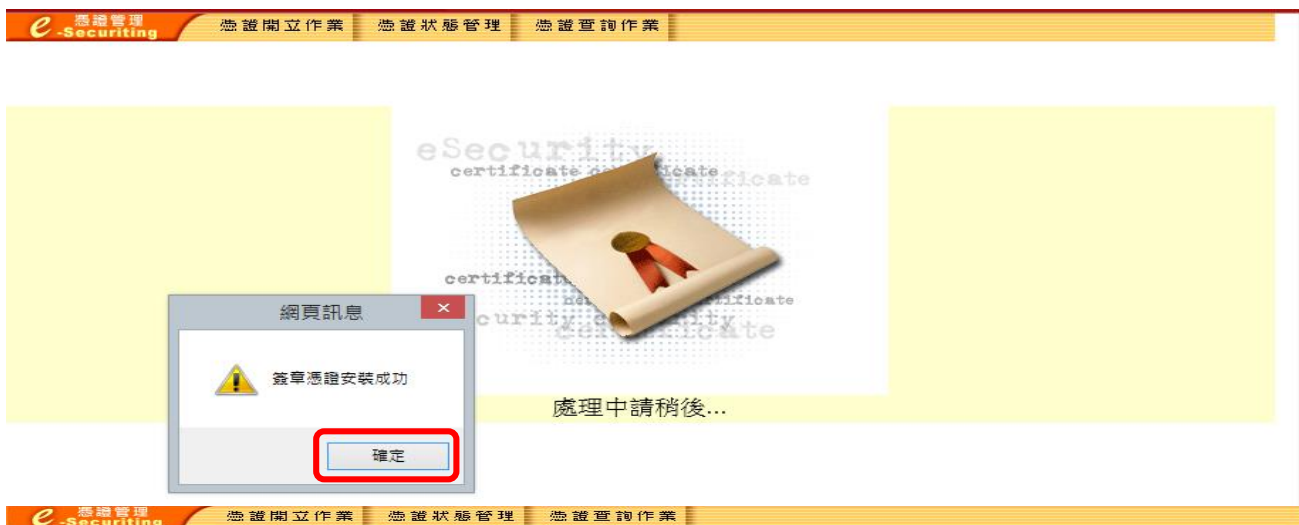 e-Securiting 憑證管理 憑證開立作業 憑證狀態管理 憑證查詢作業
eSecurity
certificate
certificate
網頁訊息
簽章憑證安裝成功
確定
處理中請稍後...
e-Securiting 憑證管理 憑證開立作業 憑證狀態管理 憑證查詢作業